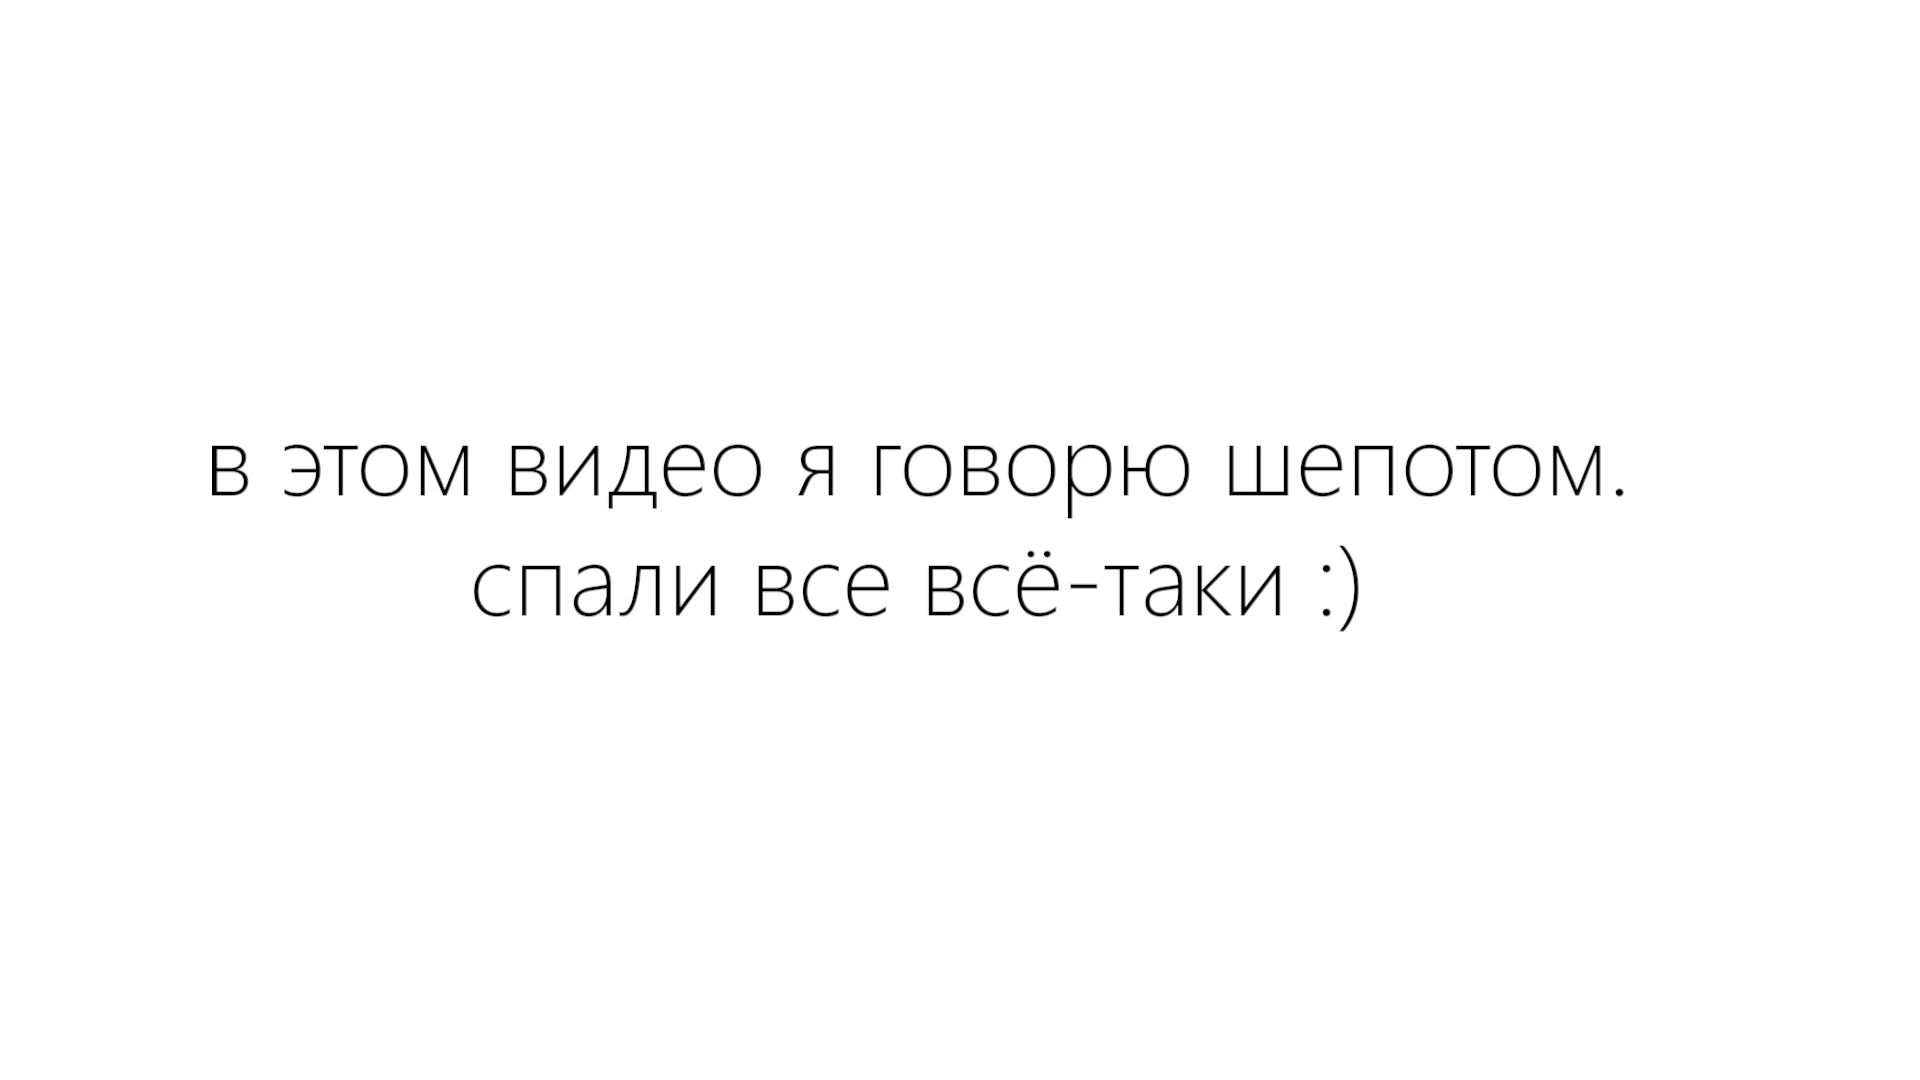 в этом видео я говорю шепотом.
спали все всё-таки :)